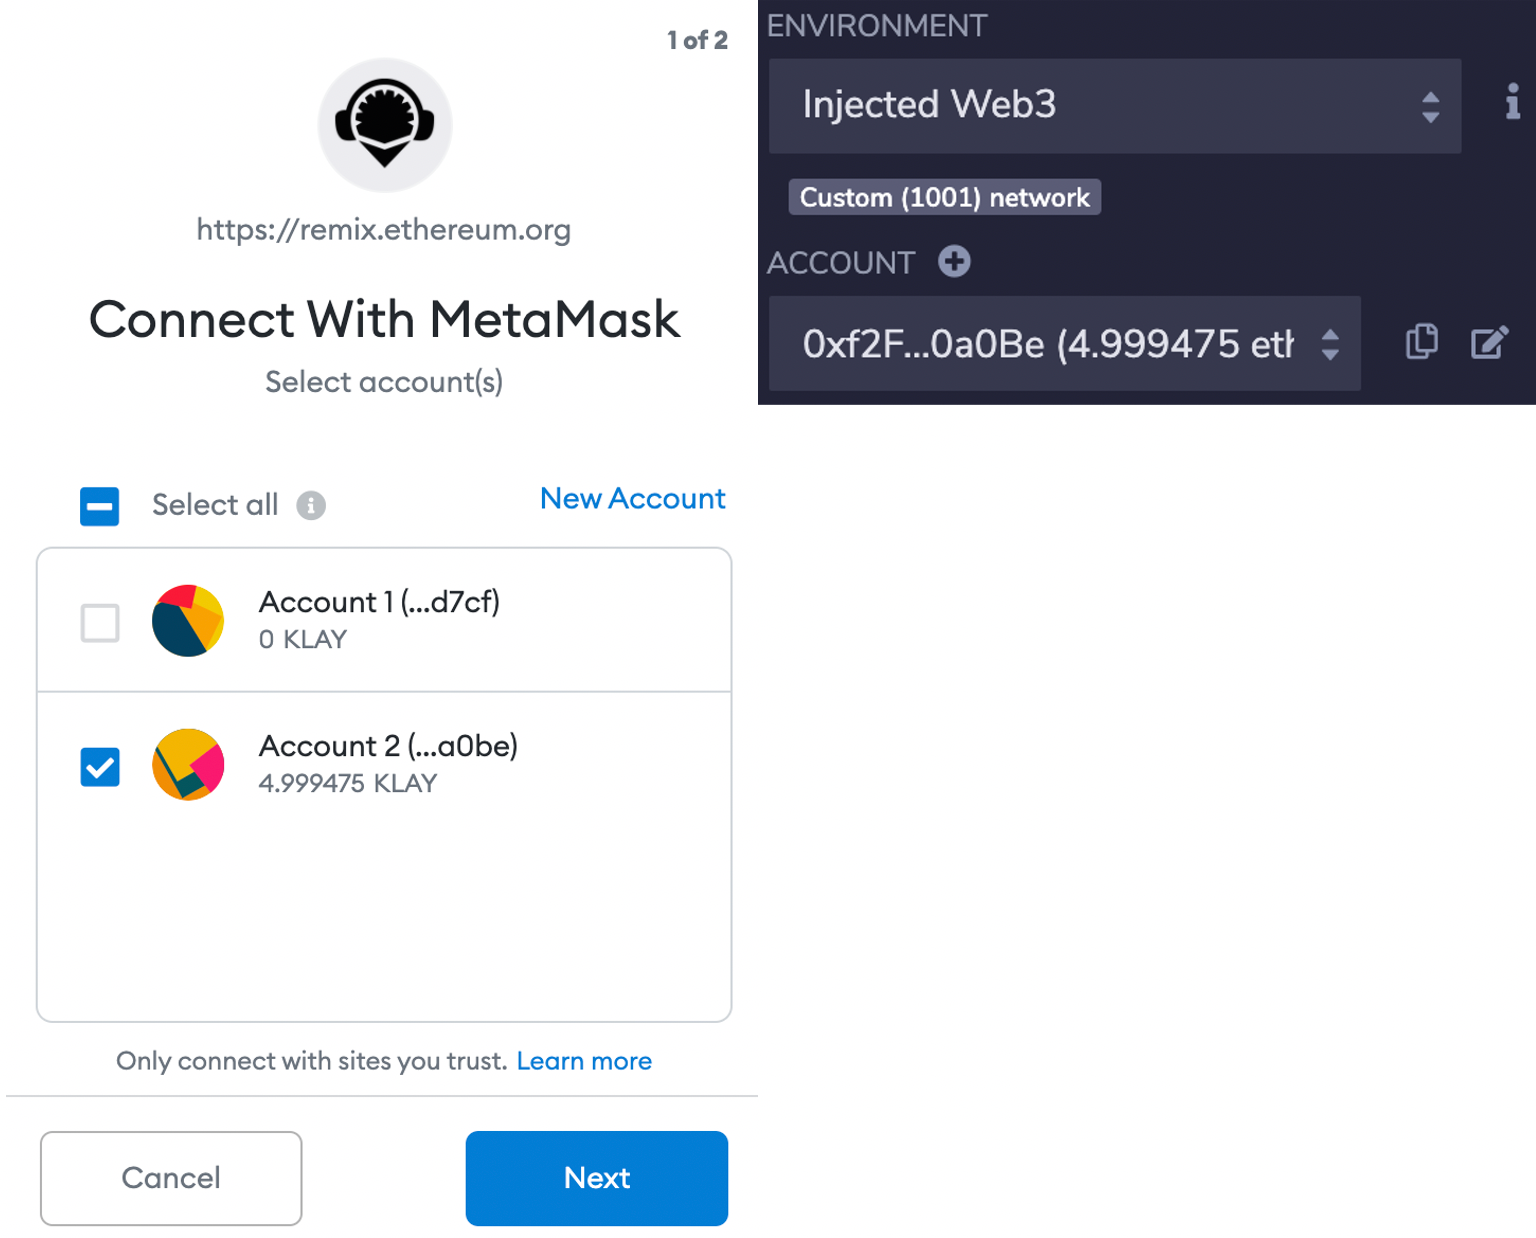 1 of 2
https://remix.ethereum.org
Connect With MetaMask
Select account(s)
Select all
New Account
Account 1 (...d7cf)
0 KLAY
Account 2 (...a0be)
4.999475 KLAY
Only connect with sites you trust. Learn more
Cancel
Next
ENVIRONMENT
Injected Web3
Custom (1001) network
ACCOUNT
0xf2F...0a0Be (4.999475 eth